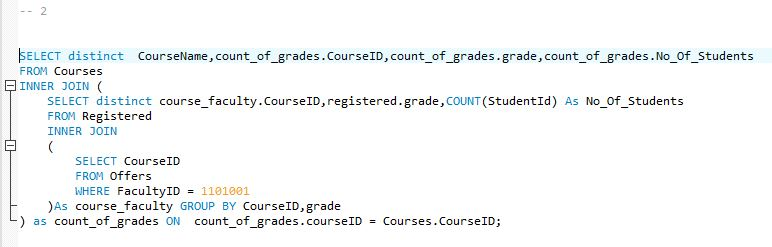 -- 2
SELECT distinct  CourseName,count_of_grades.CourseID,count_of_grades.grade,count_of_grades.No_Of_Students
FROM Courses
INNER JOIN (
    SELECT distinct course_faculty.CourseID,registered.grade,COUNT(StudentId) As No_Of_Students
    FROM Registered
    INNER JOIN
    (
        SELECT CourseID
        FROM Offers
        WHERE FacultyID = 1101001
    )As course_faculty GROUP BY CourseID,grade
) as count_of_grades ON  count_of_grades.courseID = Courses.CourseID;